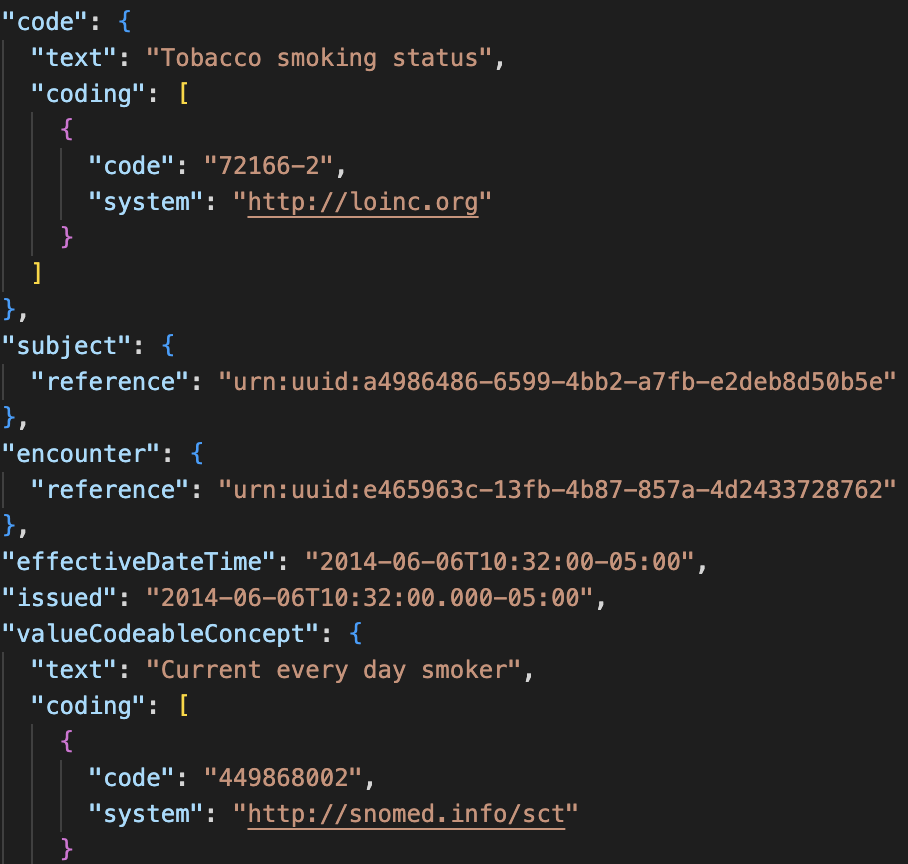 "code": {
"text": "Tobacco smoking status",
"coding": [
{
"code": "72166-2",
"system": "http://loinc.org"
}
]
},
"subject": {
"reference": "urn:uuid:a4986486-6599-4bb2-a7fb-e2deb8d50b5e"
},
"encounter": {
"reference": "urn:uuid:e465963c-13fb-4b87-857a-4d2433728762"
},
"effectiveDateTime": "2014-06-06T10:32:00-05:00",
"issued": "2014-06-06T10:32:00.000-05:00",
"valueCodeableConcept": {
"text": "Current every day smoker",
"coding": [
{
"code": "449868002",
"system": "http://snomed.info/sct"
}